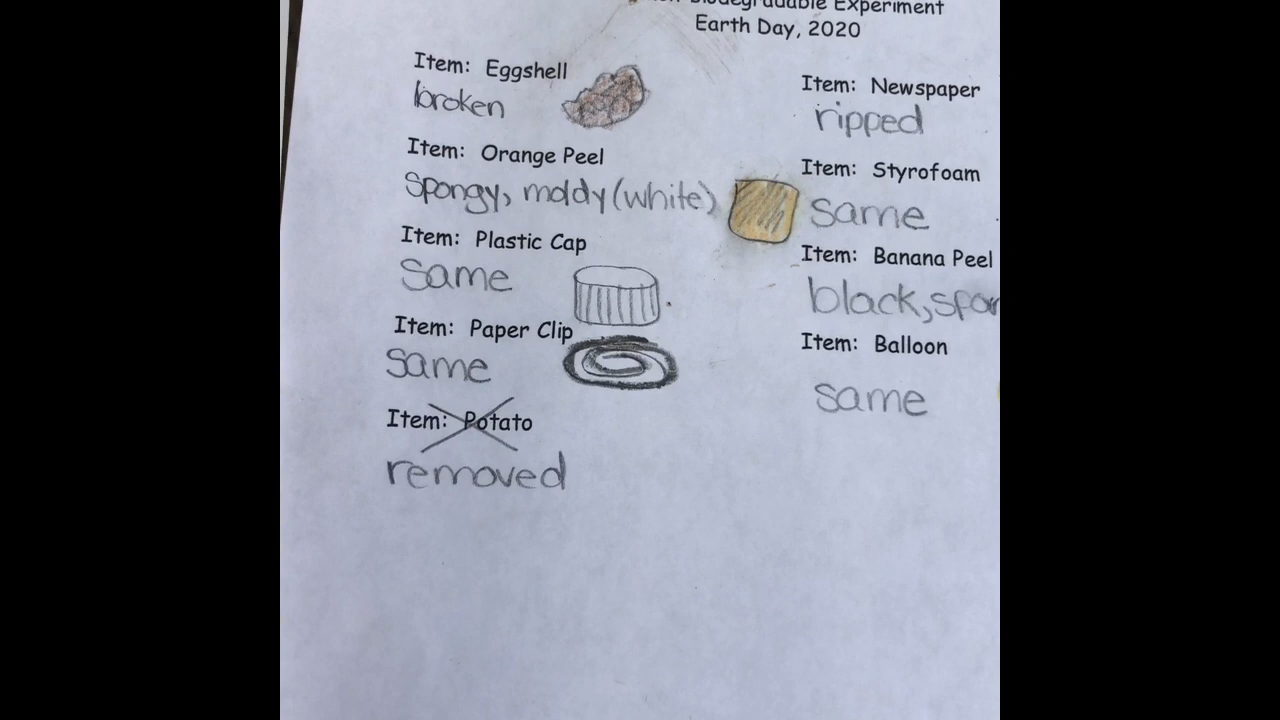 Biodegradable Experiment
Earth Day, 2020
Item: Eggshell
broken
Item: Orange Peel
Spongy, moldy (white)
Item: Plastic Cap
Same
Item: Paper Clip
Same
Item: Potato
removed
Item: Newspaper
ripped
Item: Styrofoam
same
Item: Banana Peel
black,
Item: Balloon
same